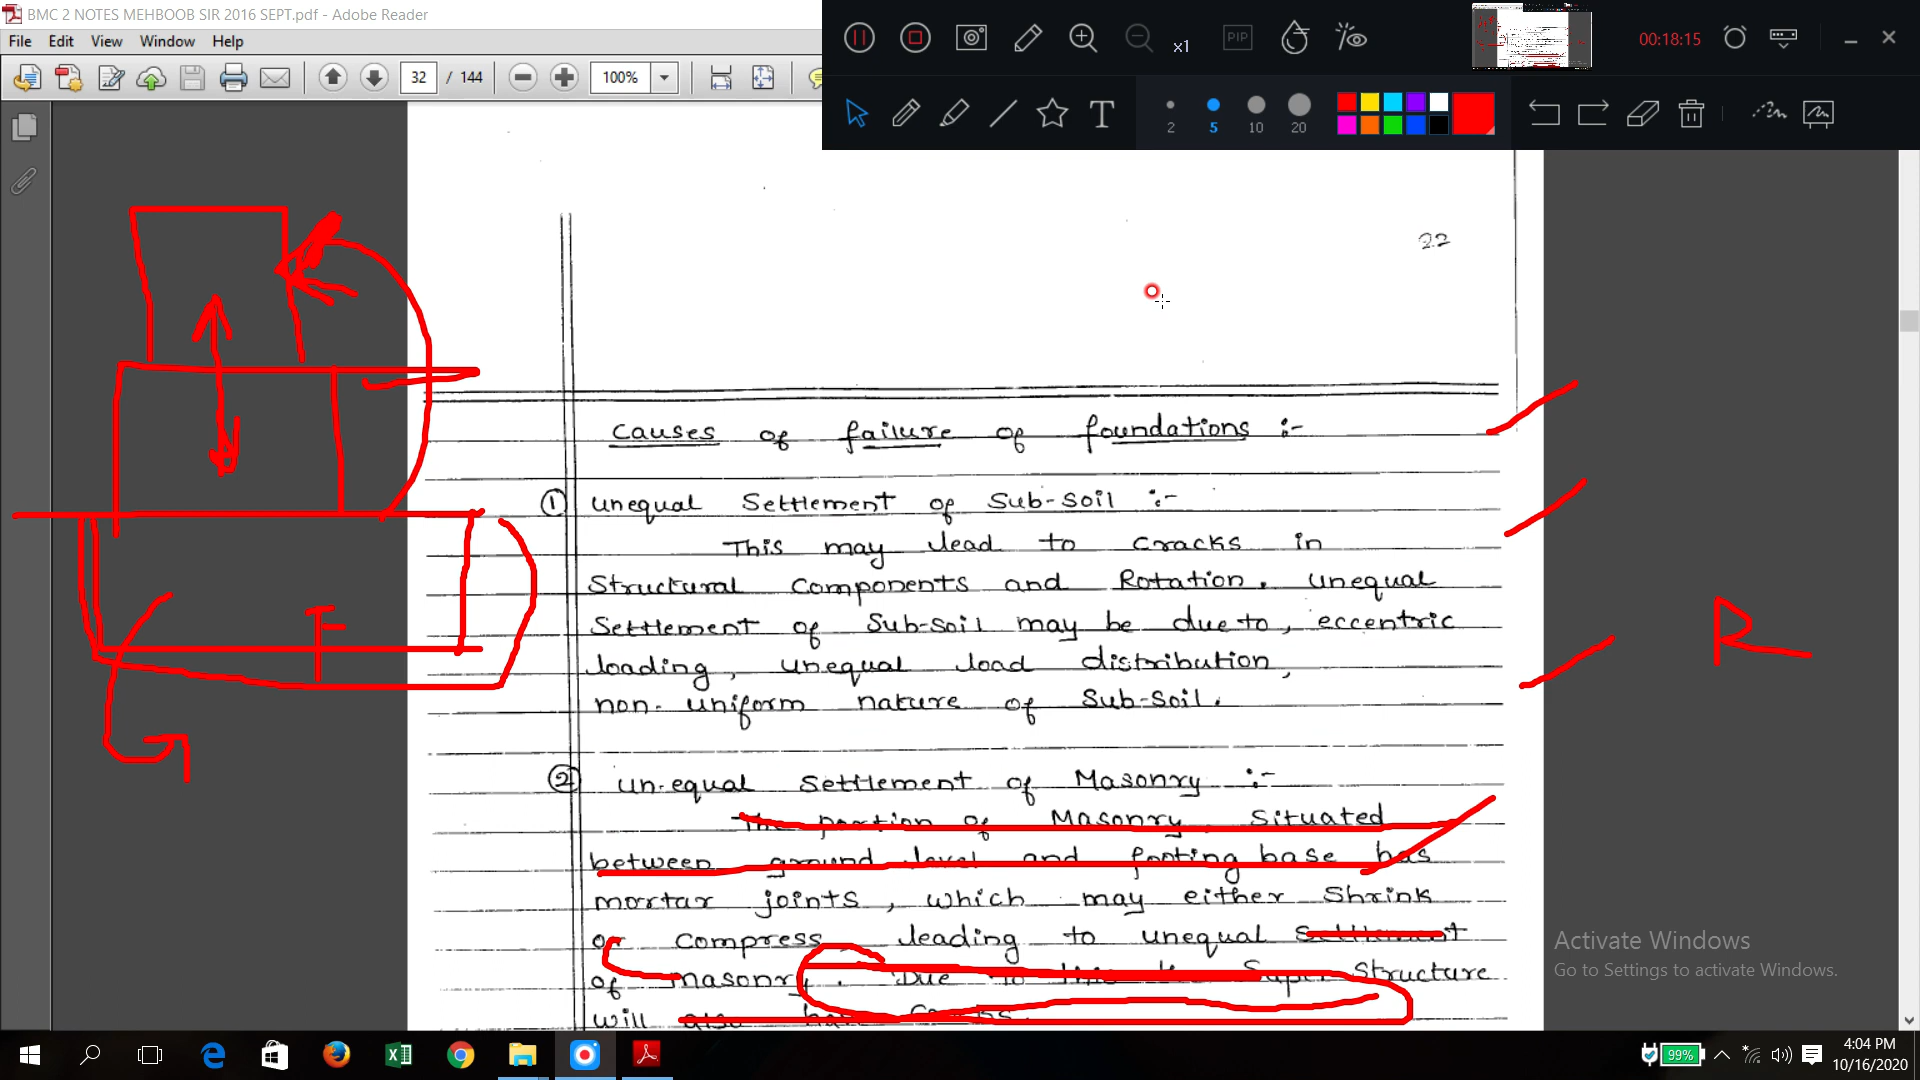 BMC 2 NOTES MEHBOOB SIR 2016 SEPT.pdf - Adobe Reader
File Edit View Window Help
32 / 144 100%
x1 PIP 00:18:15
T 2 5 10 20
22
Causes of failure of foundations :-
① unequal Settlement of Sub-Soil :-
This may lead to cracks in
Structural Components and Rotation. unequal
Settlement of Sub-soil may be due to, eccentric
loading, unequal load distribution,
non-uniform nature of Sub-Soil.
② un-equal Settlement of Masonry :-
The portion of Masonry situated
between ground level and footing base has
mortar joints, which may either Shrink
or compress leading to unequal Settlement
of masonry. Due to this the Super Structure
will also have cracks.
F
G
R
Activate Windows
Go to Settings to activate Windows.
99%
4:04 PM
10/16/2020